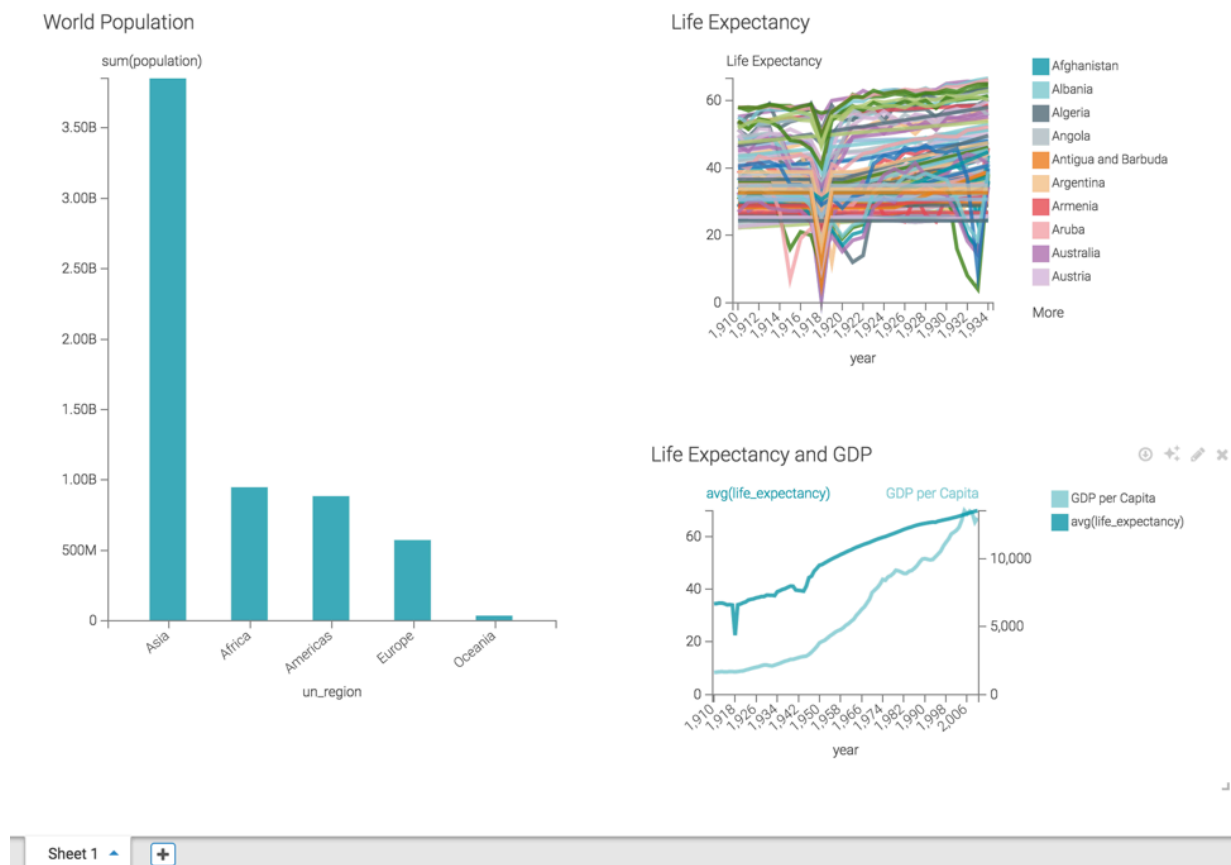 World Population
sum(population)
3.50B
3.00B
2.50B
2.00B
1.50B
1.00B
500M
0
Asia
Africa
Americas
Europe
Oceania
un_region
Life Expectancy
Life Expectancy
60
40
20
0
1,910
1,912
1,914
1,916
1,918
1,920
1,922
1,924
1,926
1,928
1,930
1,932
1,934
year
Afghanistan
Albania
Algeria
Angola
Antigua and Barbuda
Argentina
Armenia
Aruba
Australia
Austria
More
Life Expectancy and GDP
avg(life_expectancy)
GDP per Capita
60
40
20
0
10,000
5,000
0
1,910
1,918
1,926
1,934
1,942
1,950
1,958
1,966
1,974
1,982
1,990
1,998
2,006
year
GDP per Capita
avg(life_expectancy)
Sheet 1